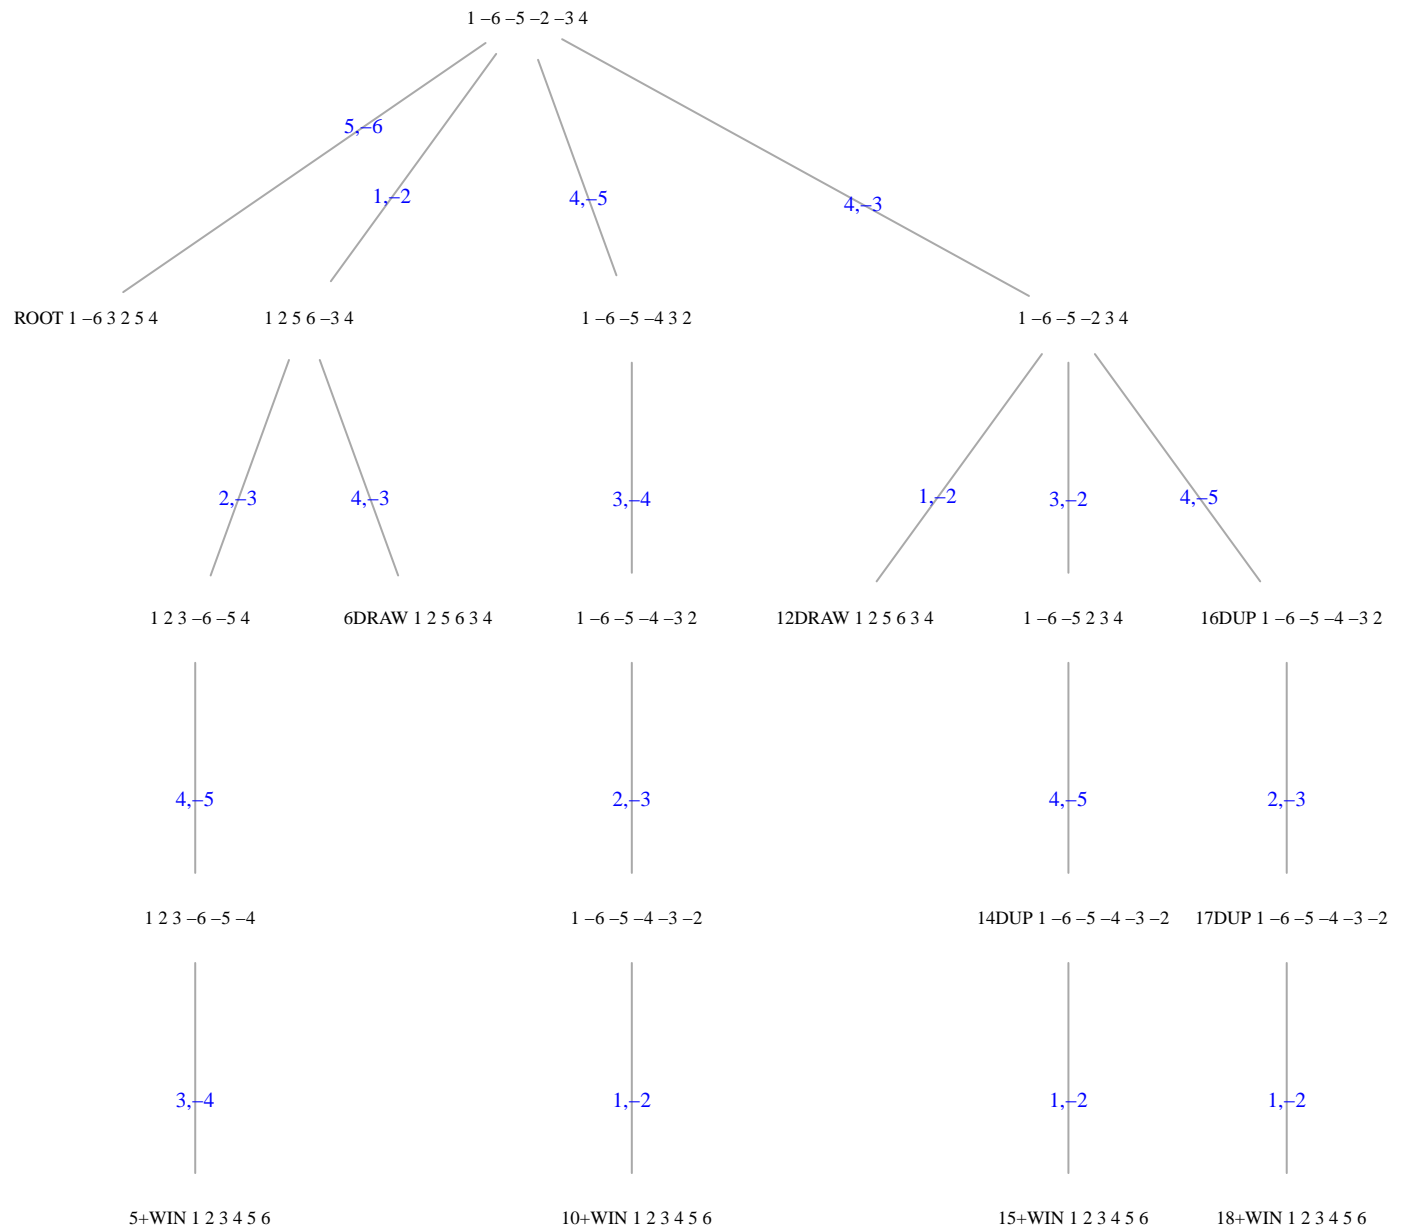 1 –6 –5 –2 –3 4
5,–6
1,–2
4,–5
4,–3
ROOT 1 –6 3 2 5 4
1 2 5 6 –3 4
1 –6 –5 –4 3 2
1 –6 –5 –2 3 4
2,–3
4,–3
3,–4
1,–2
3,–2
4,–5
1 2 3 –6 –5 4
6DRAW 1 2 5 6 3 4
1 –6 –5 –4 –3 2
12DRAW 1 2 5 6 3 4
1 –6 –5 2 3 4
16DUP 1 –6 –5 –4 –3 2
4,–5
2,–3
4,–5
2,–3
1 2 3 –6 –5 –4
1 –6 –5 –4 –3 –2
14DUP 1 –6 –5 –4 –3 –2
17DUP 1 –6 –5 –4 –3 –2
3,–4
1,–2
1,–2
1,–2
5+WIN 1 2 3 4 5 6
10+WIN 1 2 3 4 5 6
15+WIN 1 2 3 4 5 6
18+WIN 1 2 3 4 5 6